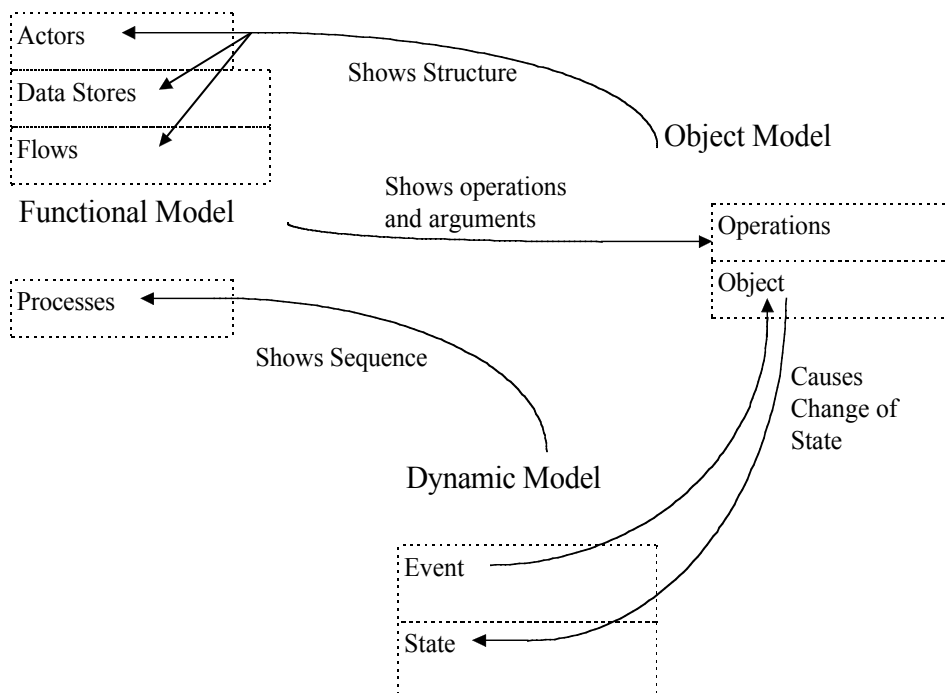 Actors
Shows Structure
Data Stores
Object Model
Flows
Shows operations
and arguments
Functional Model
Operations
Object
Processes
Shows Sequence
Causes
Change of
State
Dynamic Model
Event
State